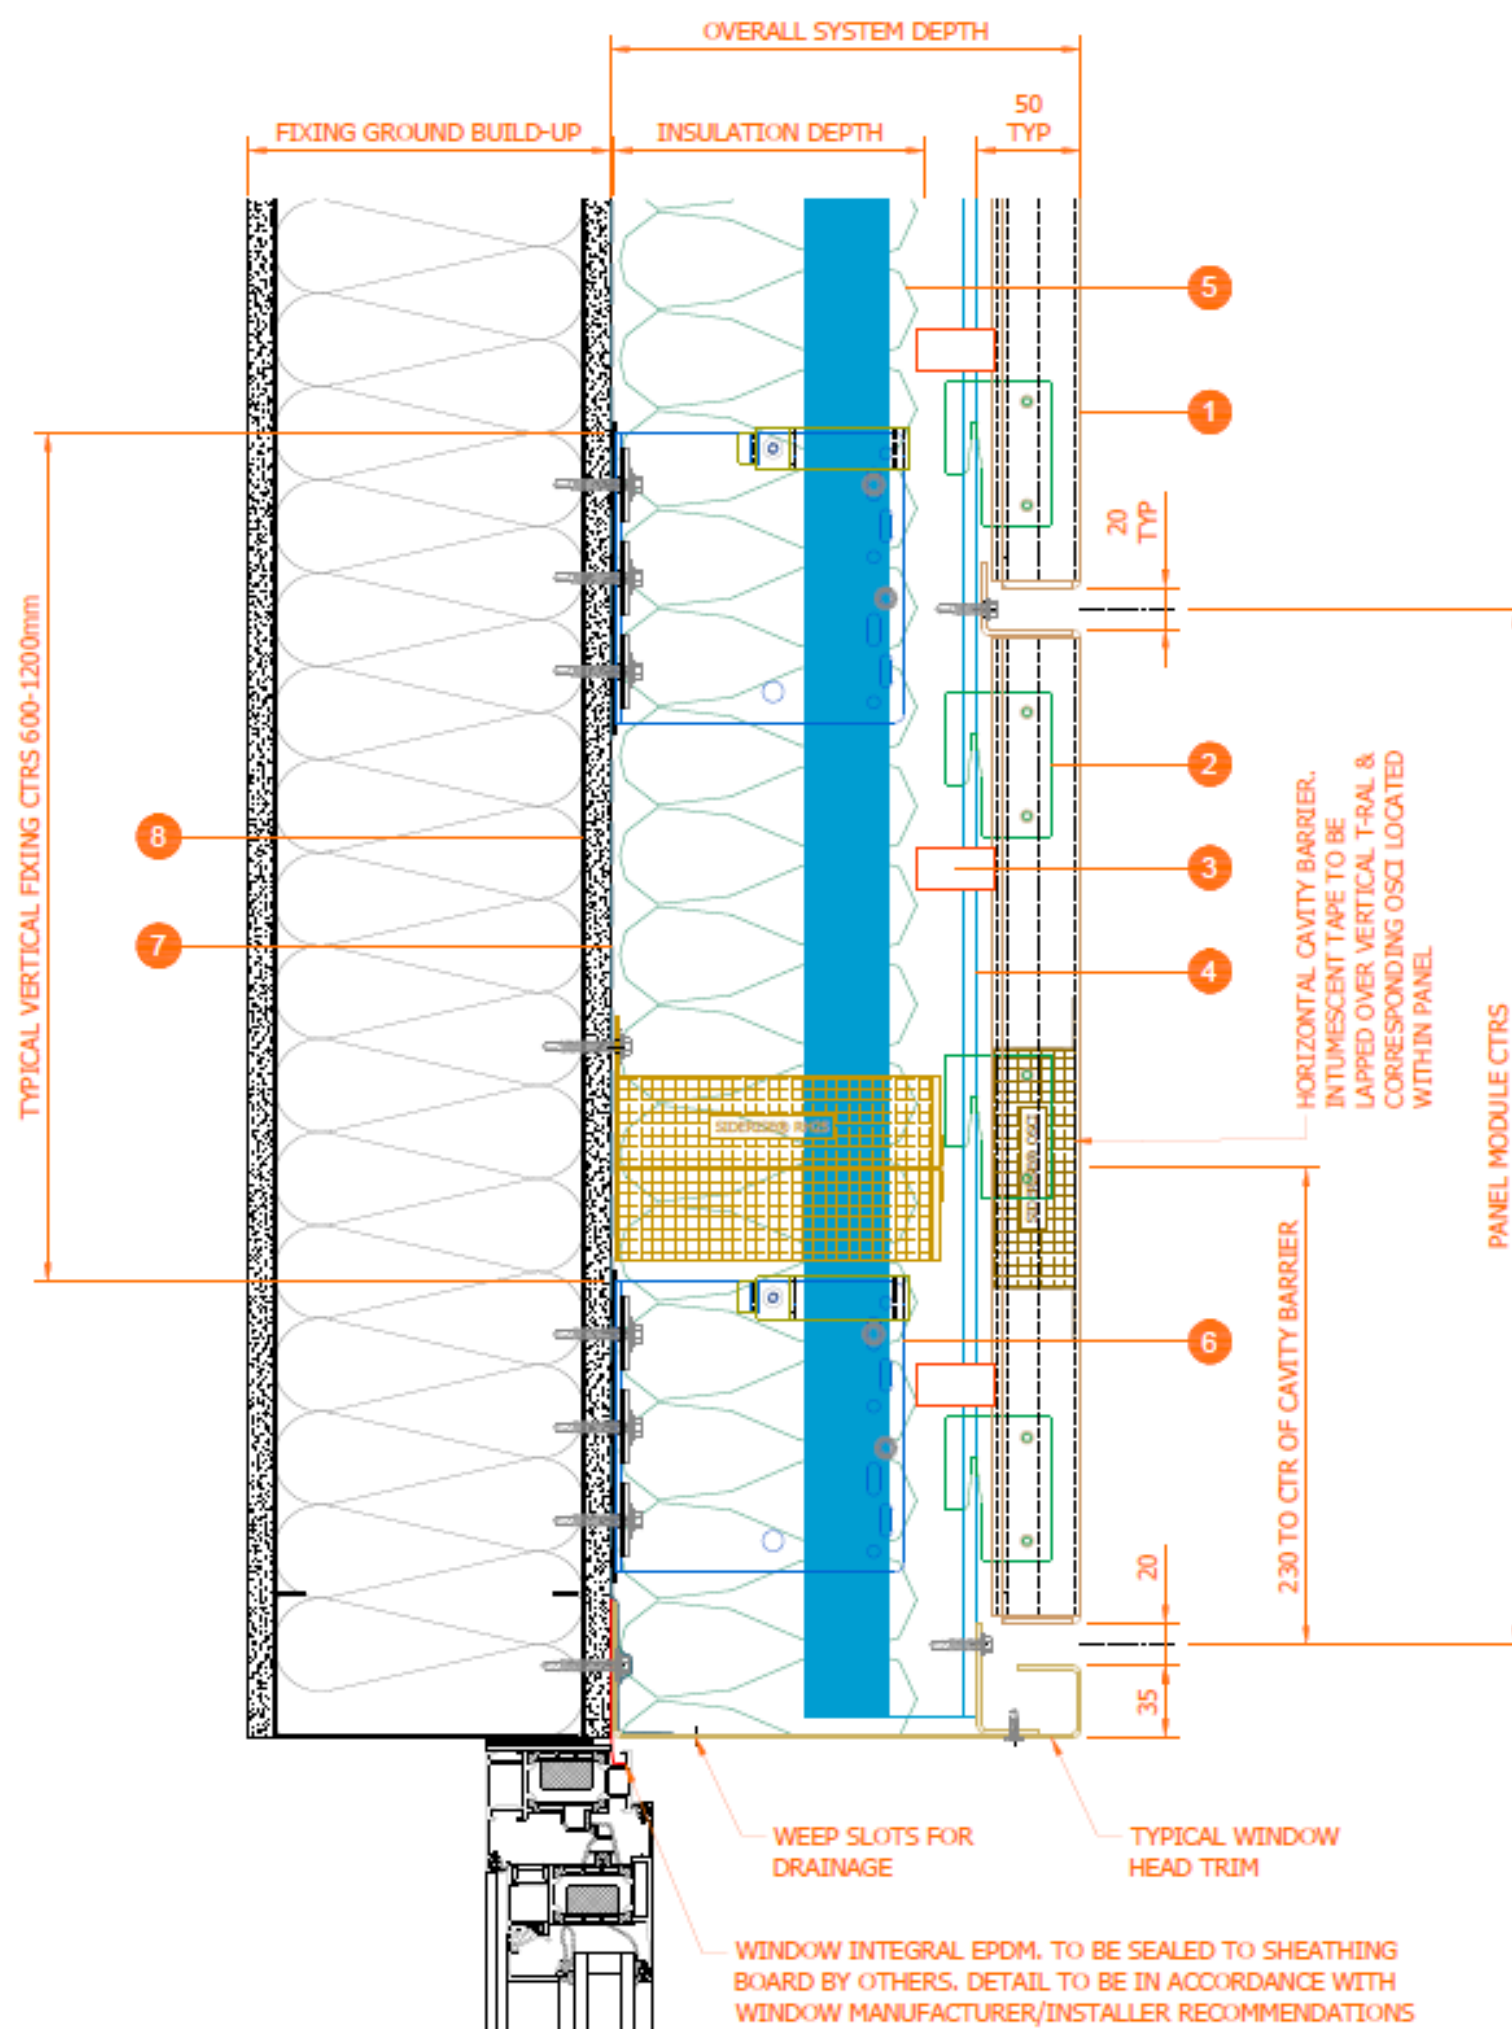 OVERALL SYSTEM DEPTH
50
TYP
FIXING GROUND BUILD-UP
INSULATION DEPTH
5
1
20
TYP
TYPICAL VERTICAL FIXING CTRS 600-1200mm
2
8
3
7
4
HORIZONTAL CAVITY BARRIER.
INTUMESCENT TAPE TO BE
LAPPED OVER VERTICAL T-RAL &
CORRESPONDING OSCI LOCATED
WITHIN PANEL
PANEL MODULE CTRS
OSCI
6
230 TO CTR OF CAVITY BARRIER
20
35
WEEP SLOTS FOR
DRAINAGE
TYPICAL WINDOW
HEAD TRIM
WINDOW INTEGRAL EPDM. TO BE SEALED TO SHEATHING
BOARD BY OTHERS. DETAIL TO BE IN ACCORDANCE WITH
WINDOW MANUFACTURER/INSTALLER RECOMMENDATIONS